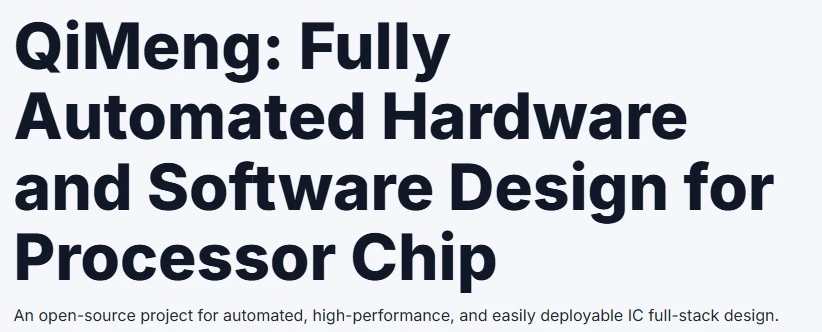 QiMeng: Fully
Automated Hardware
and Software Design for
Processor Chip
An open-source project for automated, high-performance, and easily deployable IC full-stack design.